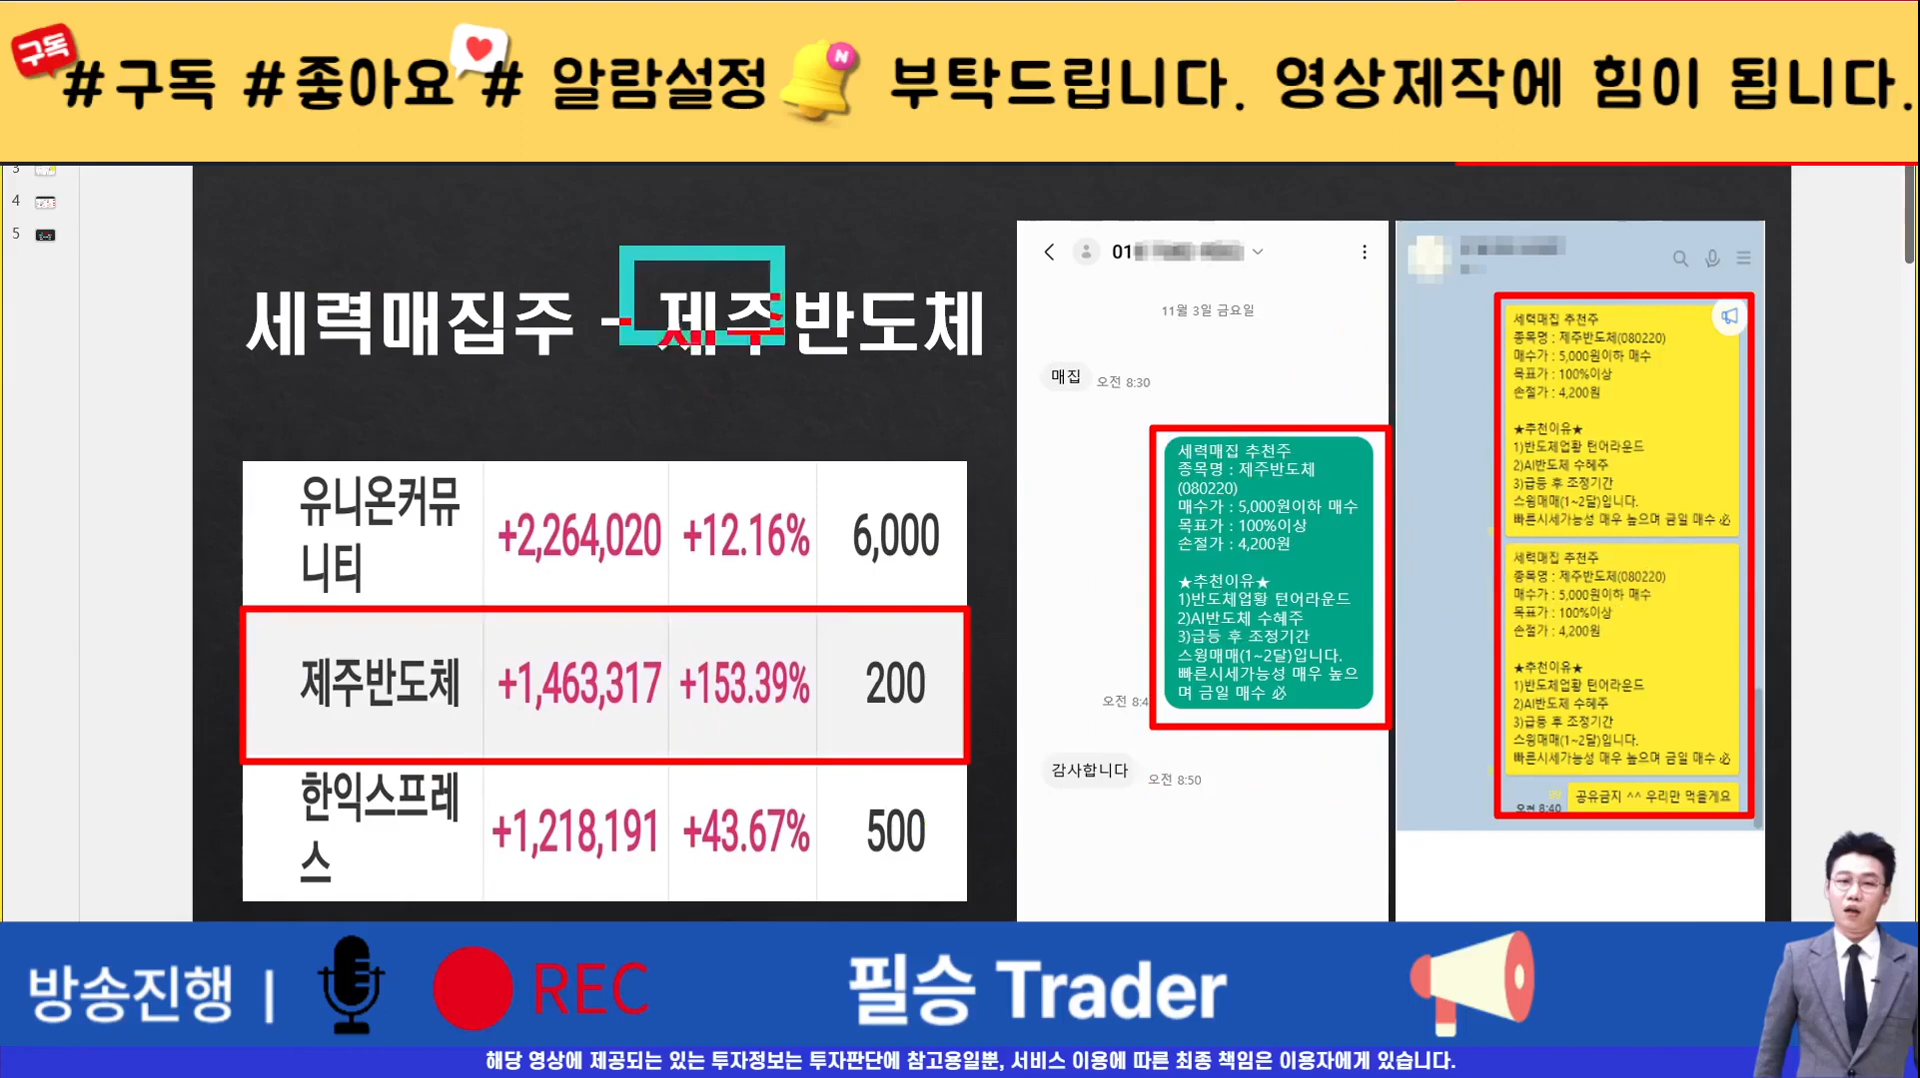 구독
#구독 #좋아요 # 알람설정 N 부탁드립니다. 영상제작에 힘이 됩니다.
3
4
5
세력매집주 - 제주반도체
유니온커뮤
니티
+2,264,020 +12.16% 6,000
제주반도체 +1,463,317 +153.39% 200
한익스프레
스
+1,218,191 +43.67% 500
01
11월 3일 금요일
매집 오전 8:30
세력매집 추천주
종목명 : 제주반도체
(080220)
매수가 : 5,000원이하 매수
목표가 : 100%이상
손절가 : 4,200원
★추천이유★
1)반도체업황 턴어라운드
2)AI반도체 수혜주
3)급등 후 조정기간
스윙매매(1~2달)입니다.
빠른시세가능성 매우 높으
며 금일 매수 必
오전 8:4
감사합니다 오전 8:50
세력매집 추천주
종목명 : 제주반도체(080220)
매수가 : 5,000원이하 매수
목표가 : 100%이상
손절가 : 4,200원
★추천이유★
1)반도체업황 턴어라운드
2)AI반도체 수혜주
3)급등 후 조정기간
스윙매매(1~2달)입니다.
빠른시세가능성 매우 높으며 금일 매수 必
세력매집 추천주
종목명 : 제주반도체(080220)
매수가 : 5,000원이하 매수
목표가 : 100%이상
손절가 : 4,200원
★추천이유★
1)반도체업황 턴어라운드
2)AI반도체 수혜주
3)급등 후 조정기간
스윙매매(1~2달)입니다.
빠른시세가능성 매우 높으며 금일 매수 必
오전 8:40 공유금지 ^^ 우리만 먹을게요
방송진행 | REC 필승 Trader
해당 영상에 제공되는 있는 투자정보는 투자판단에 참고용일뿐, 서비스 이용에 따른 최종 책임은 이용자에게 있습니다.